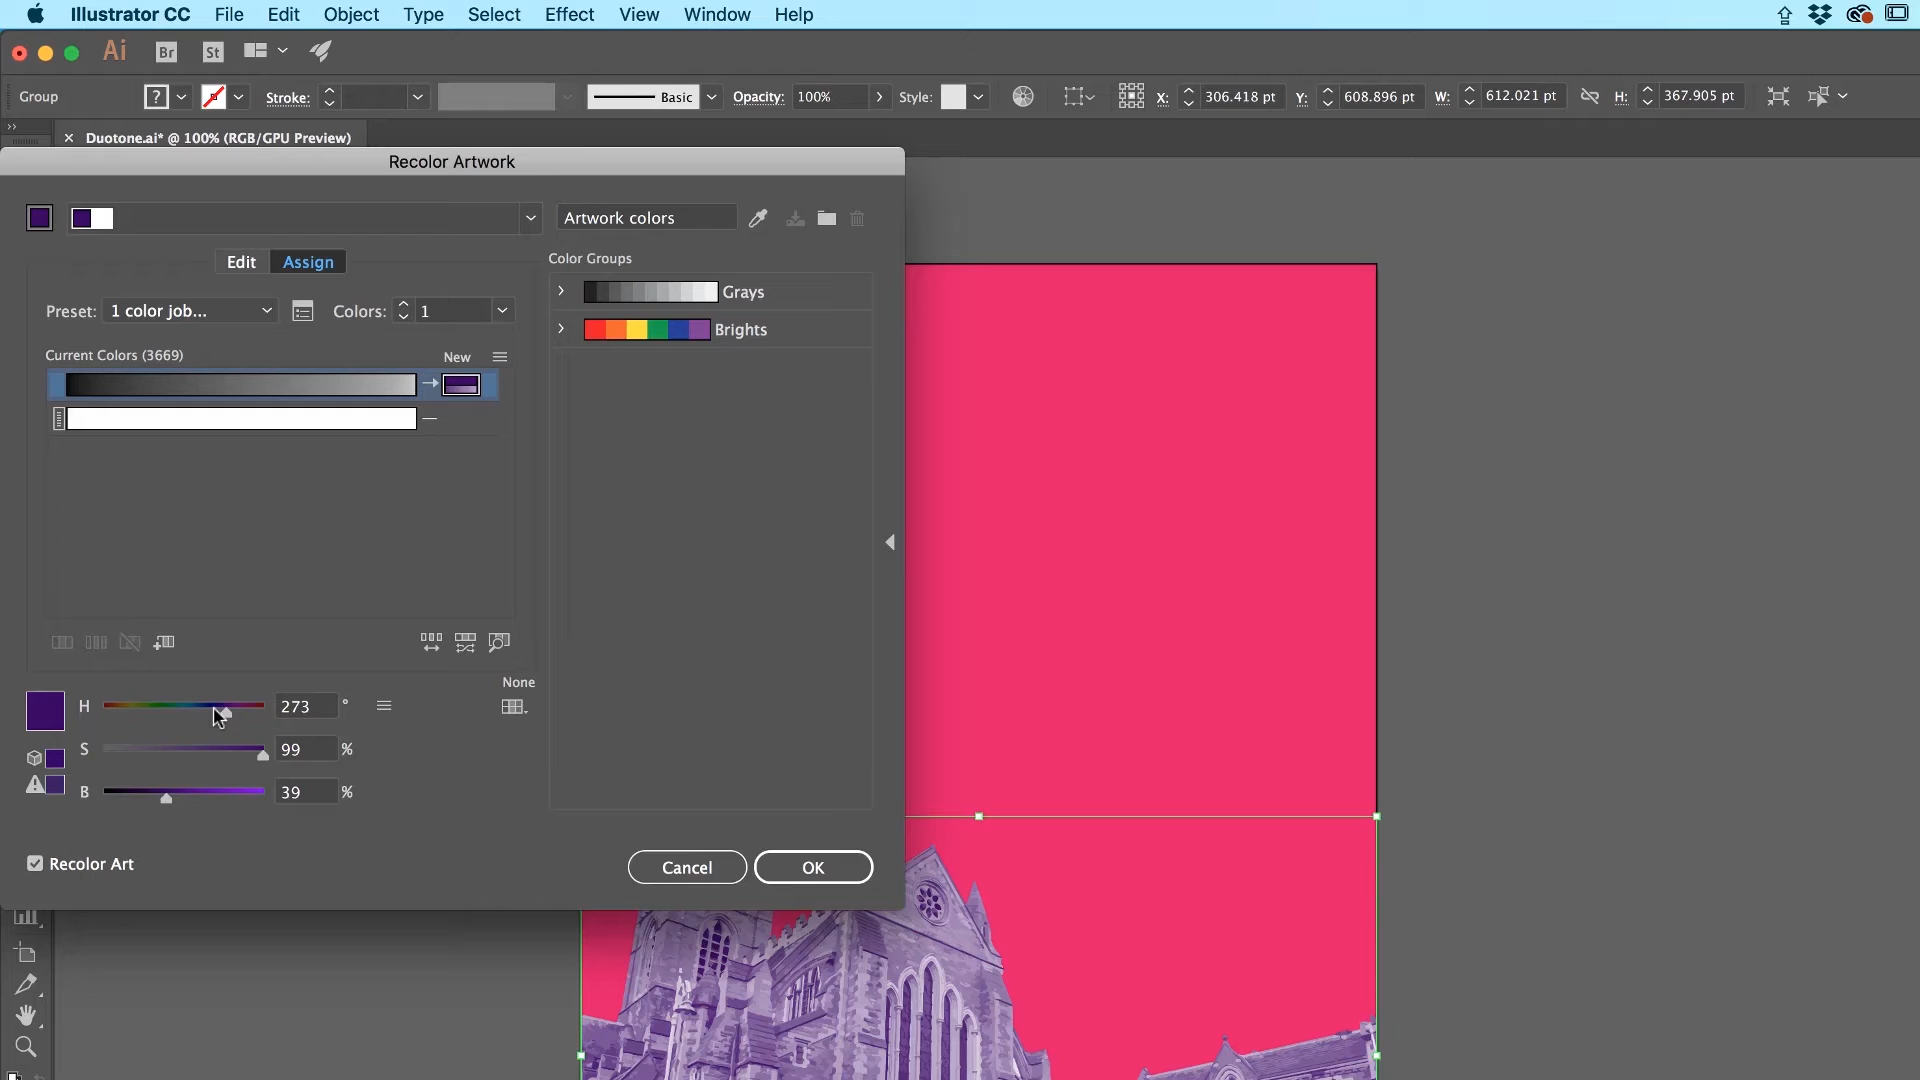 Illustrator CC File Edit Object Type Select Effect View Window Help
Ai Br St
Group ? Stroke: Basic Opacity: 100% Style: X: 306.418 pt Y: 608.896 pt W: 612.021 pt H: 367.905 pt
× Duotone.ai* @ 100% (RGB/GPU Preview)
Recolor Artwork
Artwork colors
Edit Assign
Color Groups
Grays
Preset: 1 color job... Colors: 1
Brights
Current Colors (3669) New
None
H 273 °
S 99 %
B 39 %
Recolor Art
Cancel OK